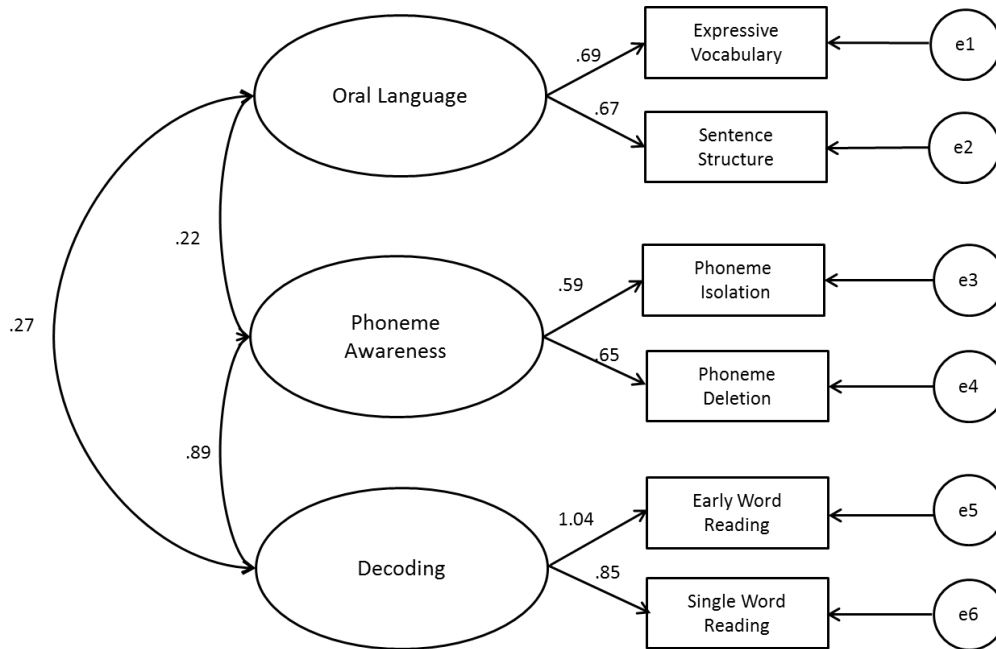 Oral Language
Expressive
Vocabulary
e1
.69
.67
Sentence
Structure
e2
.22
.27
Phoneme
Awareness
.59
Phoneme
Isolation
e3
.65
Phoneme
Deletion
e4
.89
Decoding
1.04
Early Word
Reading
e5
.85
Single Word
Reading
e6